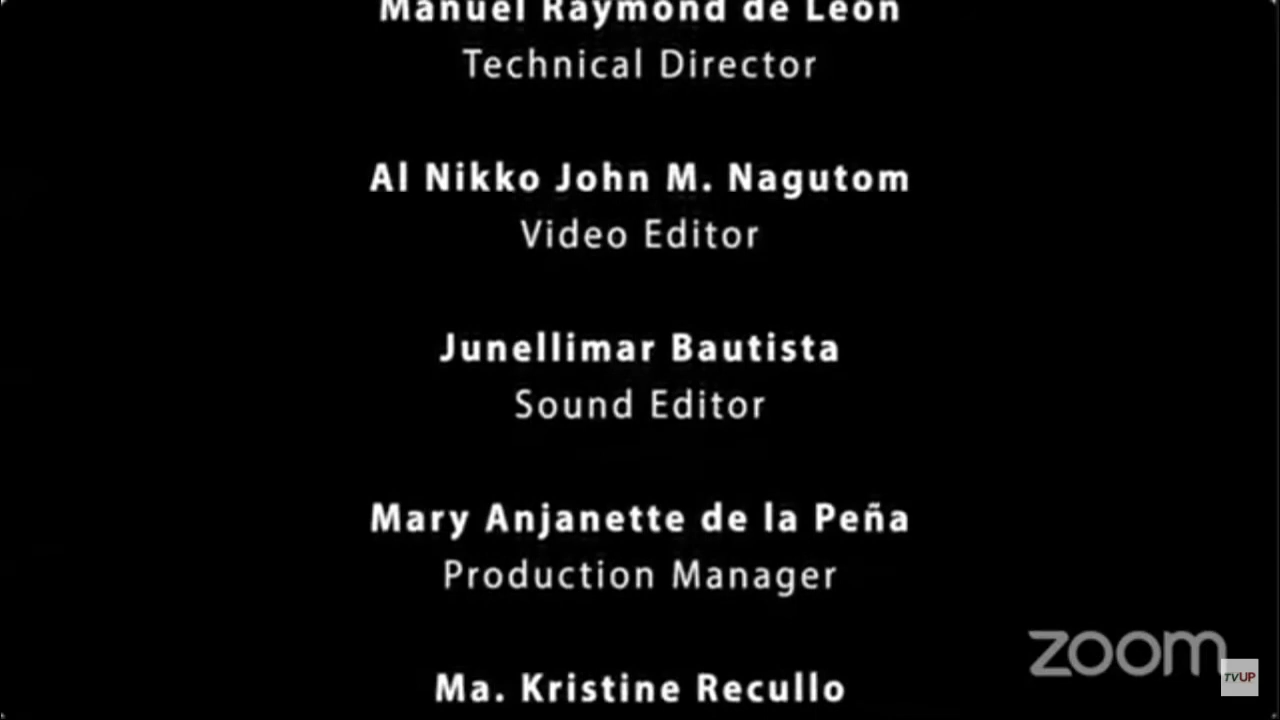 Manuel Raymond de Leon
Technical Director
Al Nikko John M. Nagutom
Video Editor
Junellimar Bautista
Sound Editor
Mary Anjanette de la Peña
Production Manager
Ma. Kristine Recullo
zoom
TVUP